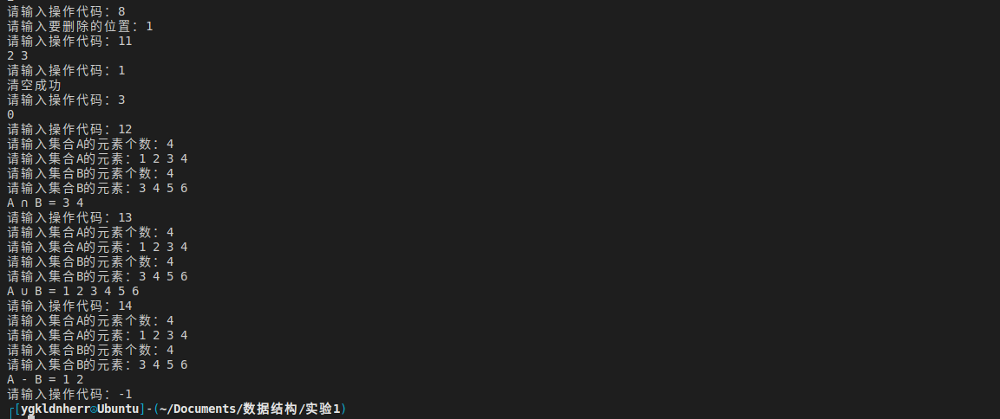 请输入操作代码：8
请输入要删除的位置：1
请输入操作代码：11
2 3
请输入操作代码：1
清空成功
请输入操作代码：3
0
请输入操作代码：12
请输入集合A的元素个数：4
请输入集合A的元素：1 2 3 4
请输入集合B的元素个数：4
请输入集合B的元素：3 4 5 6
A ∩ B = 3 4
请输入操作代码：13
请输入集合A的元素个数：4
请输入集合A的元素：1 2 3 4
请输入集合B的元素个数：4
请输入集合B的元素：3 4 5 6
A ∪ B = 1 2 3 4 5 6
请输入操作代码：14
请输入集合A的元素个数：4
请输入集合A的元素：1 2 3 4
请输入集合B的元素个数：4
请输入集合B的元素：3 4 5 6
A - B = 1 2
请输入操作代码：-1
┌[ygkldnherr☮Ubuntu]-(~/Documents/数据结构/实验1)